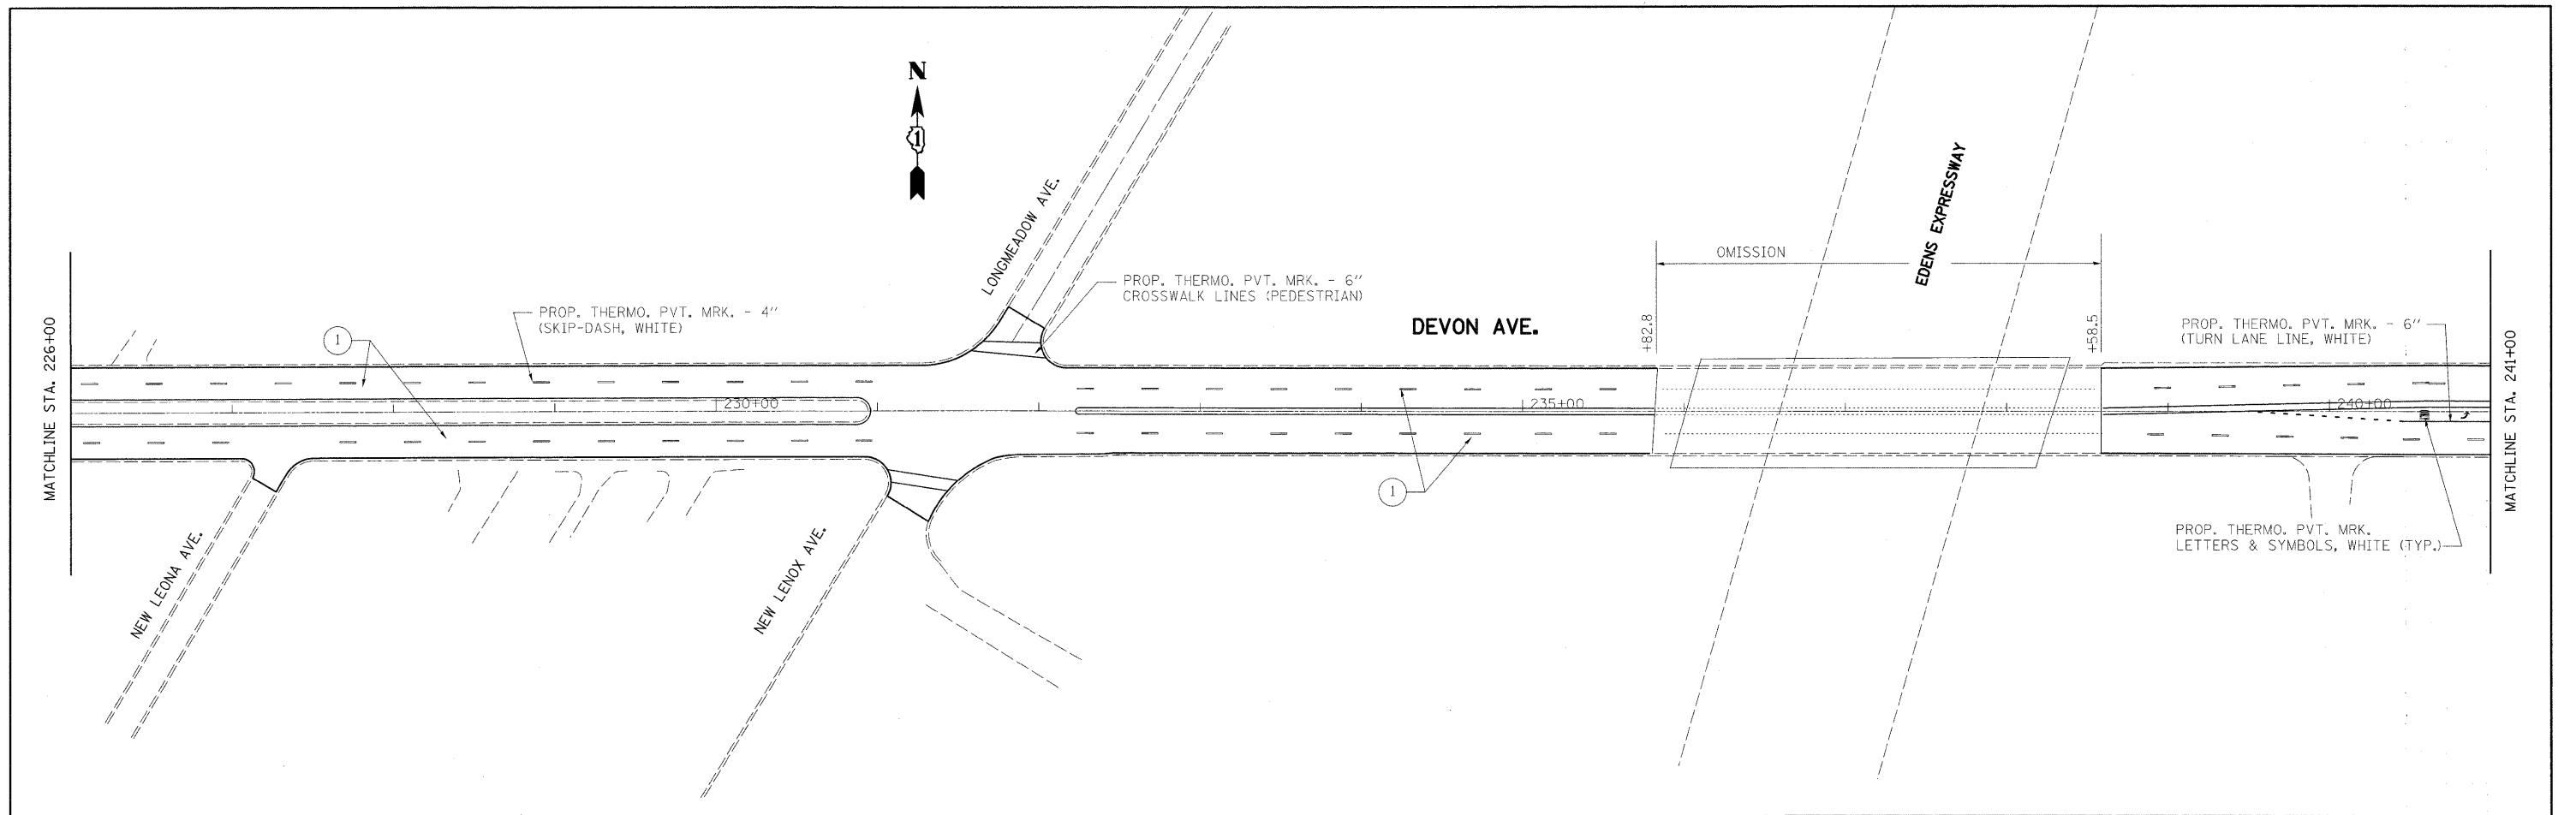 N
1
LONGMEADOW AVE.
EDENS EXPRESSWAY
OMISSION
PROP. THERMO. PVT. MRK. - 6"
CROSSWALK LINES (PEDESTRIAN)
PROP. THERMO. PVT. MRK. - 4"
(SKIP-DASH, WHITE)
DEVON AVE.
+82.8
+58.5
PROP. THERMO. PVT. MRK. - 6"
(TURN LANE LINE, WHITE)
1
MATCHLINE STA. 226+00
230+00
235+00
240+00
MATCHLINE STA. 241+00
1
NEW LEONA AVE.
NEW LENOX AVE.
PROP. THERMO. PVT. MRK.
LETTERS & SYMBOLS, WHITE (TYP.)